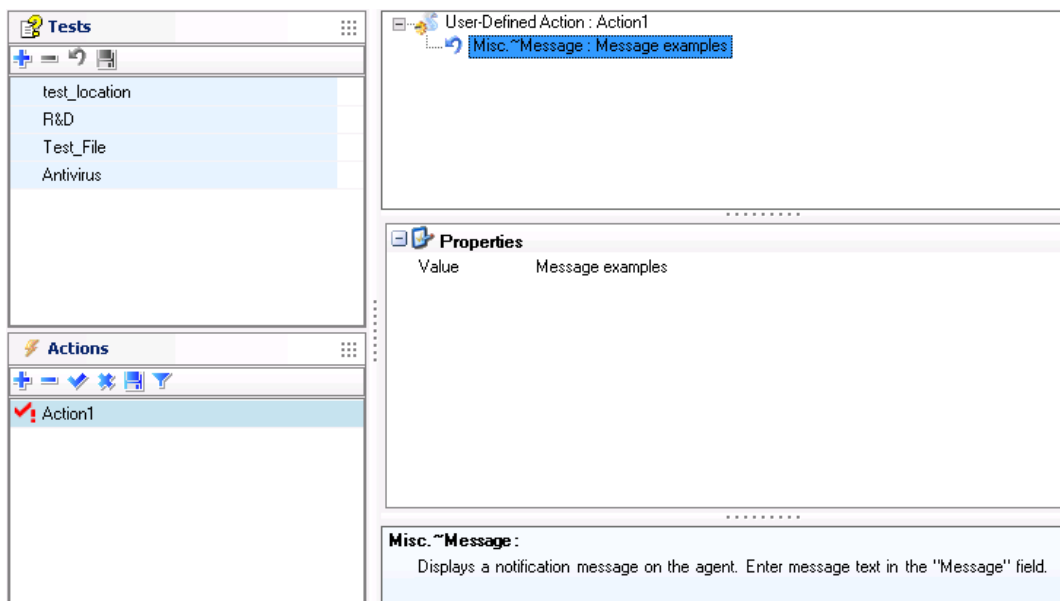 Tests
test_location
R&D
Test_File
Antivirus
Actions
Action1
User-Defined Action : Action1
Misc.~Message : Message examples
Properties
Value Message examples
Misc.~Message :
Displays a notification message on the agent. Enter message text in the "Message" field.